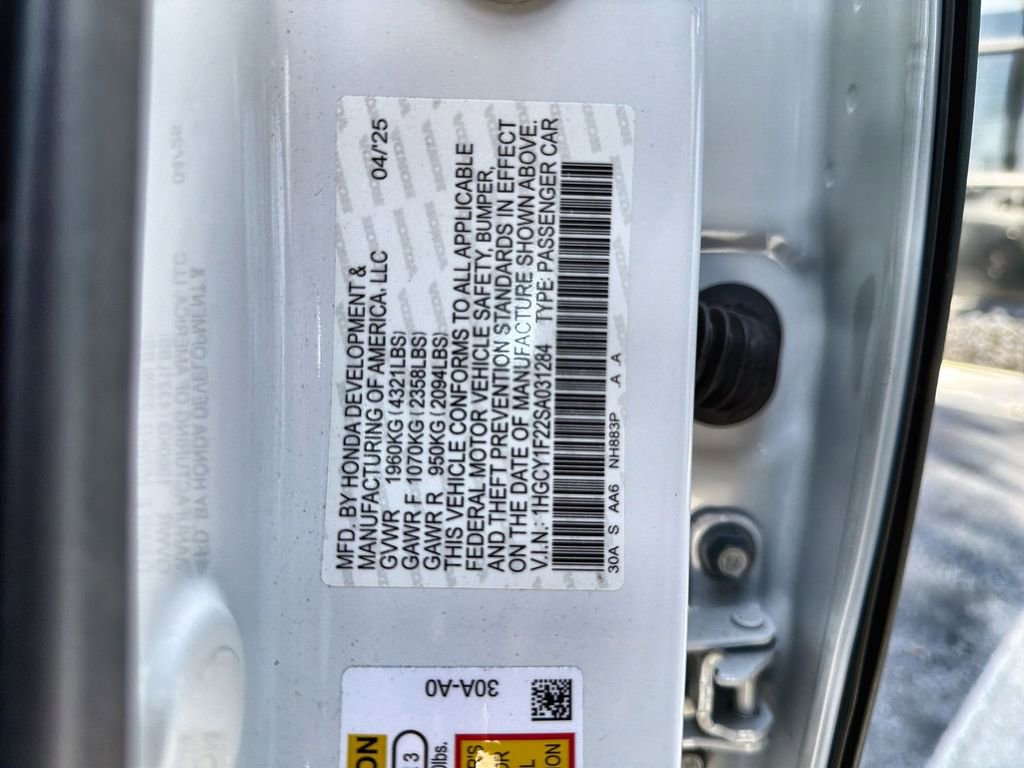 MFD. BY HONDA DEVELOPMENT &
MANUFACTURING OF AMERICA. LLC 04/'25
GVWR 1960KG (4321LBS)
GAWR F 1070KG (2358LBS)
GAWR R 950KG (2094LBS)
THIS VEHICLE CONFORMS TO ALL APPLICABLE
FEDERAL MOTOR VEHICLE SAFETY, BUMPER,
AND THEFT PREVENTION STANDARDS IN EFFECT
ON THE DATE OF MANUFACTURE SHOWN ABOVE.
V.I.N.: 1HGCY1F22SA031284 TYPE: PASSENGER CAR
30A S AA6 NH883P A A
30A-A0